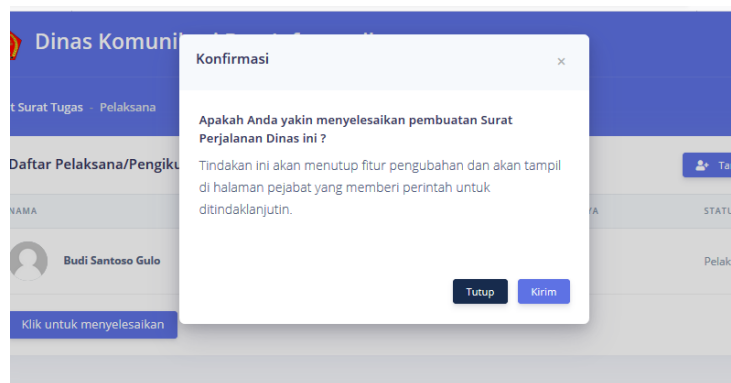 Dinas Komuni
Konfirmasi
×
t Surat Tugas - Pelaksana
Apakah Anda yakin menyelesaikan pembuatan Surat
Perjalanan Dinas ini ?
Daftar Pelaksana/Pengiku
Ta
Tindakan ini akan menutup fitur pengubahan dan akan tampil
di halaman pejabat yang memberi perintah untuk
ditindaklanjutin.
NAMA
YA
STATU
Budi Santoso Gulo
Pelak
Tutup
Kirim
Klik untuk menyelesaikan